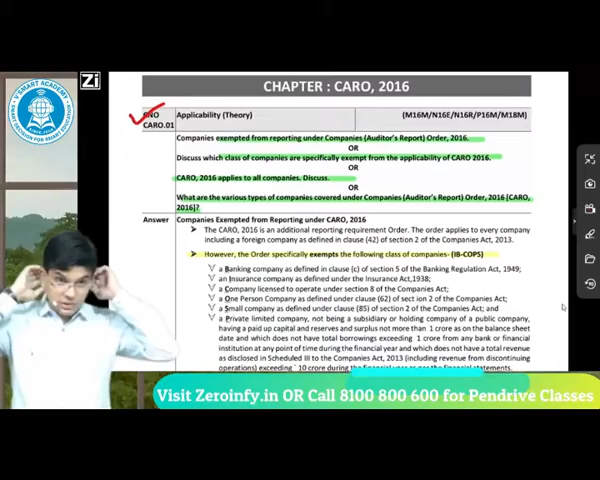 V SMART ACADEMY
SMART DECISION FOR SMART EDUCATION
Zi
CHAPTER : CARO, 2016
QNO
CARO.01
Applicability (Theory)
(M16M/N16E/N16R/P16M/M18M)
Companies exempted from reporting under Companies (Auditor's Report) Order, 2016.
OR
Discuss which class of companies are specifically exempt from the applicability of CARO 2016.
OR
CARO, 2016 applies to all companies. Discuss.
OR
What are the various types of companies covered under Companies (Auditor's Report) Order, 2016 [CARO,
2016]?
Answer
Companies Exempted from Reporting under CARO, 2016
The CARO, 2016 is an additional reporting requirement Order. The order applies to every company
including a foreign company as defined in clause (42) of section 2 of the Companies Act, 2013.
However, the Order specifically exempts the following class of companies- (IB-COPS)
a Banking company as defined in clause (c) of section 5 of the Banking Regulation Act, 1949;
an Insurance company as defined under the Insurance Act,1938;
a Company licensed to operate under section 8 of the Companies Act;
a One Person Company as defined under clause (62) of section 2 of the Companies Act;
a Small company as defined under clause (85) of section 2 of the Companies Act; and
a Private limited company, not being a subsidiary or holding company of a public company,
having a paid up capital and reserves and surplus not more than 1 crore as on the balance sheet
date and which does not have total borrowings exceeding 1 crore from any bank or financial
institution at any point of time during the financial year and which does not have a total revenue
as disclosed in Scheduled III to the Companies Act, 2013 (including revenue from discontinuing
operations) exceeding ` 10 crore during the financial year as per the financial statements.
Visit Zeroinfy.in OR Call 8100 800 600 for Pendrive Classes